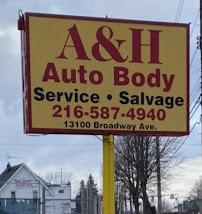 A&H
Auto Body
Service • Salvage
216-587-4940
13100 Broadway Ave.